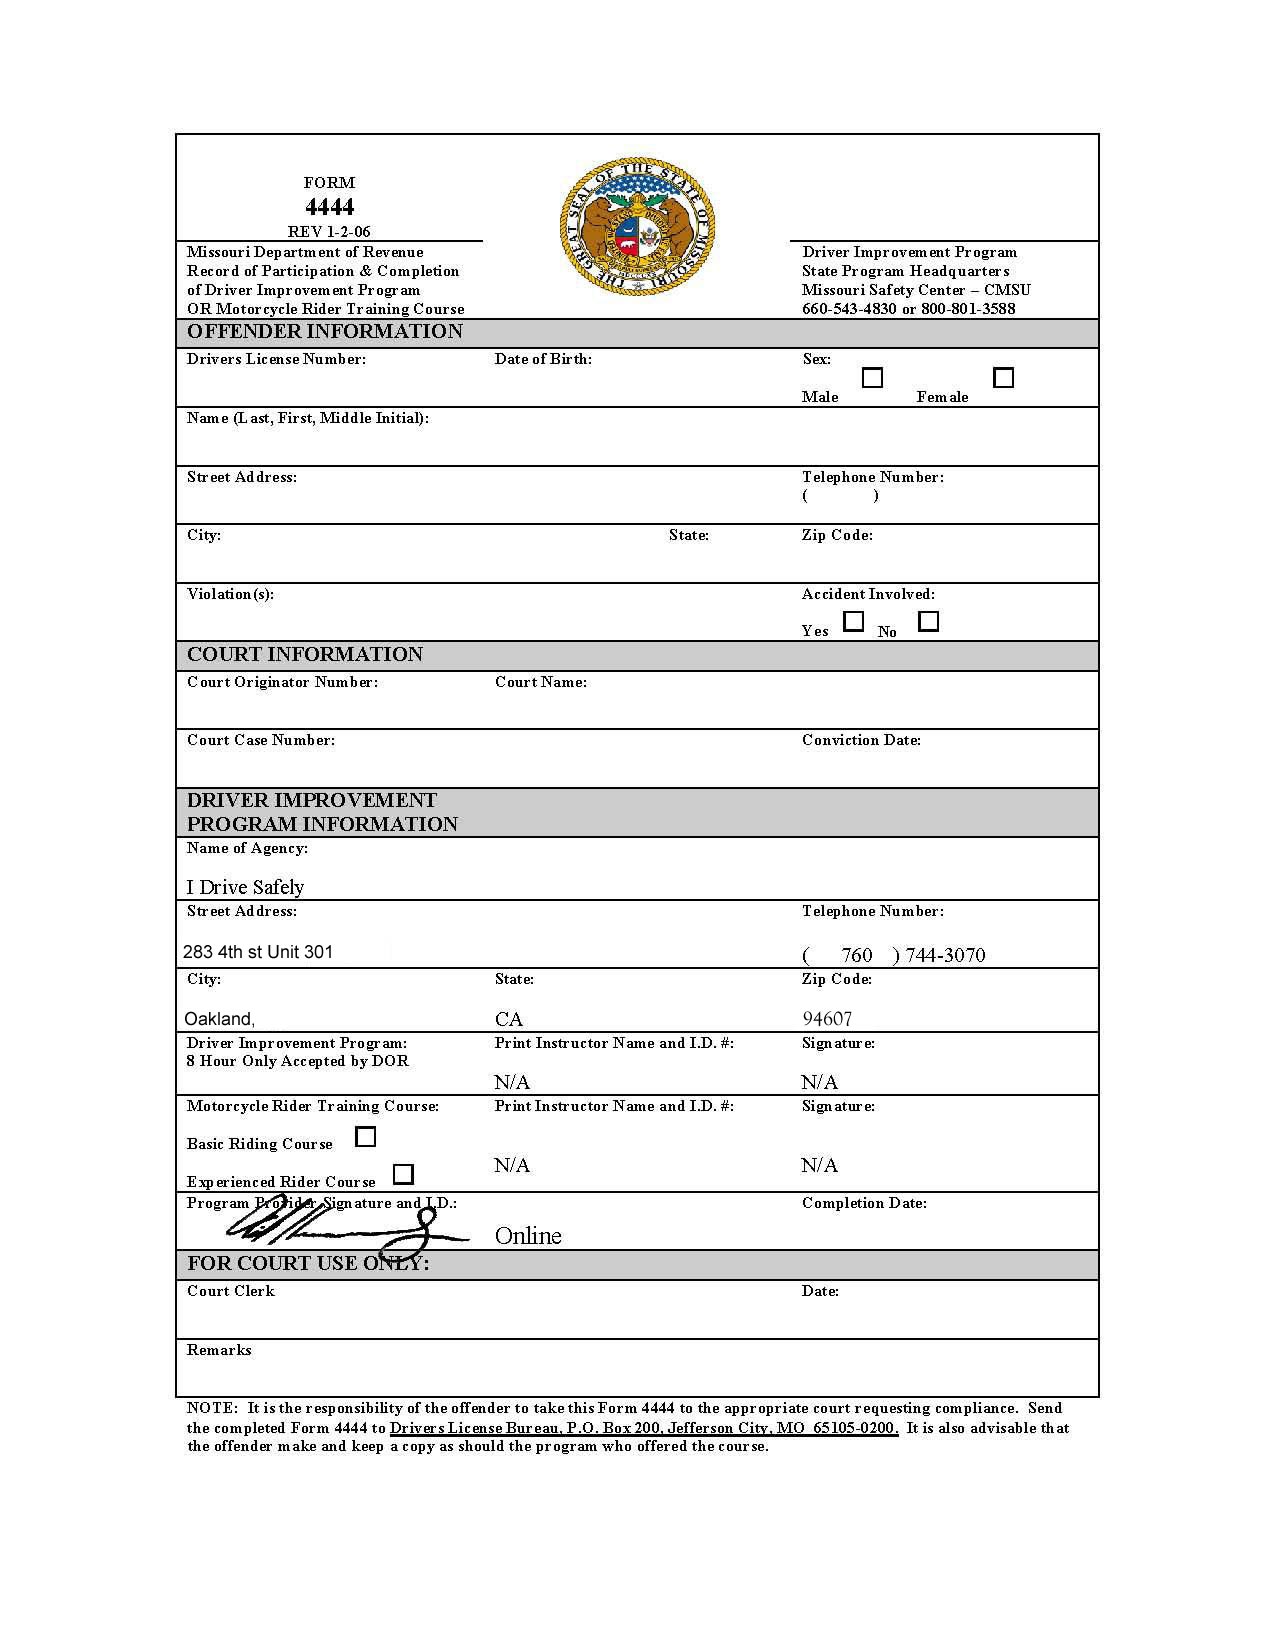 FORM
4444
REV 1-2-06
THE GREAT SEAL OF THE STATE OF MISSOURI
Missouri Department of Revenue
Record of Participation & Completion
of Driver Improvement Program
OR Motorcycle Rider Training Course
Driver Improvement Program
State Program Headquarters
Missouri Safety Center – CMSU
660-543-4830 or 800-801-3588
OFFENDER INFORMATION
Drivers License Number: Date of Birth: Sex:
Male Female
Name (Last, First, Middle Initial):
Street Address: Telephone Number:
( )
City: State: Zip Code:
Violation(s): Accident Involved:
Yes No
COURT INFORMATION
Court Originator Number: Court Name:
Court Case Number: Conviction Date:
DRIVER IMPROVEMENT
PROGRAM INFORMATION
Name of Agency:
I Drive Safely
Street Address: Telephone Number:
283 4th st Unit 301 ( 760 ) 744-3070
City: State: Zip Code:
Oakland, CA 94607
Driver Improvement Program: Print Instructor Name and I.D. #: Signature:
8 Hour Only Accepted by DOR
N/A N/A
Motorcycle Rider Training Course: Print Instructor Name and I.D. #: Signature:
Basic Riding Course
N/A N/A
Experienced Rider Course
Program Provider Signature and I.D.: Completion Date:
Online
FOR COURT USE ONLY:
Court Clerk Date:
Remarks
NOTE: It is the responsibility of the offender to take this Form 4444 to the appropriate court requesting compliance. Send
the completed Form 4444 to Drivers License Bureau, P.O. Box 200, Jefferson City, MO 65105-0200. It is also advisable that
the offender make and keep a copy as should the program who offered the course.